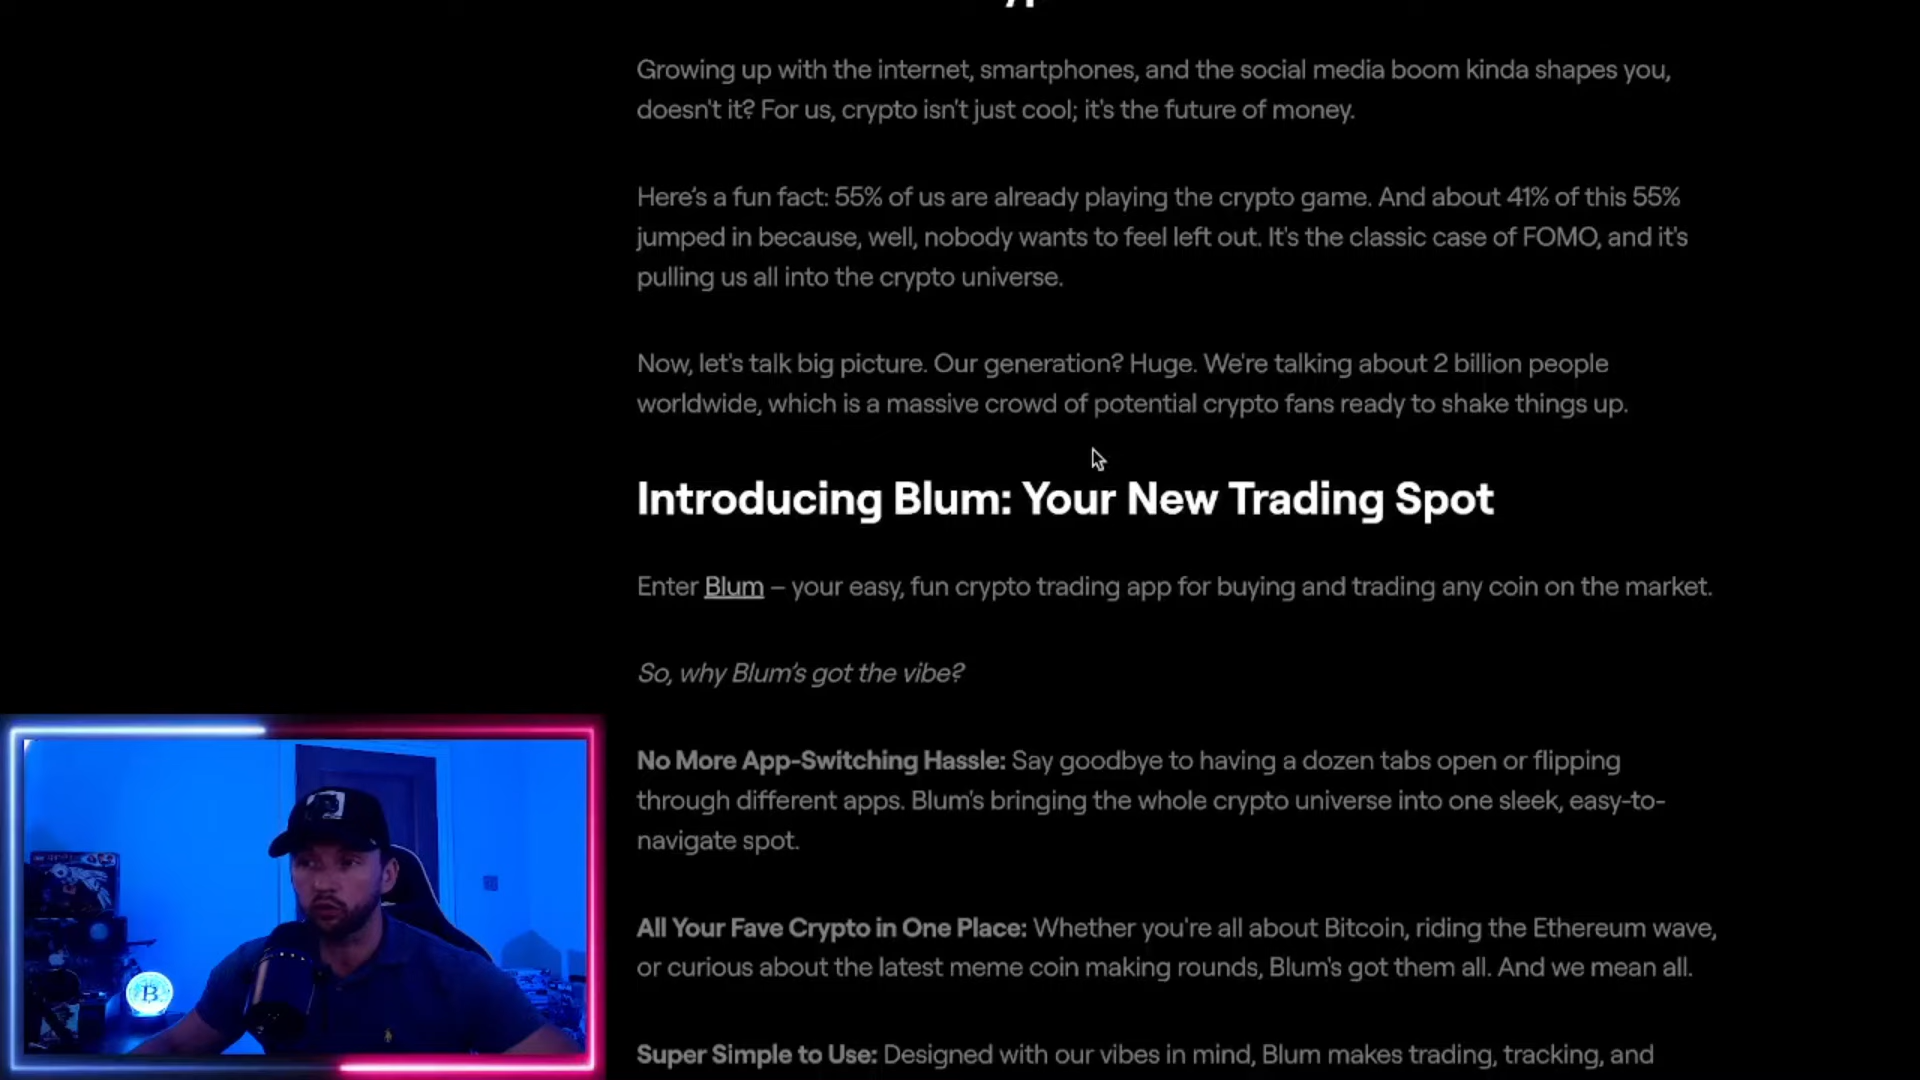 Growing up with the internet, smartphones, and the social media boom kinda shapes you,
doesn't it? For us, crypto isn't just cool; it's the future of money.
Here's a fun fact: 55% of us are already playing the crypto game. And about 41% of this 55%
jumped in because, well, nobody wants to feel left out. It's the classic case of FOMO, and it's
pulling us all into the crypto universe.
Now, let's talk big picture. Our generation? Huge. We're talking about 2 billion people
worldwide, which is a massive crowd of potential crypto fans ready to shake things up.
Introducing Blum: Your New Trading Spot
Enter Blum – your easy, fun crypto trading app for buying and trading any coin on the market.
So, why Blum's got the vibe?
No More App-Switching Hassle: Say goodbye to having a dozen tabs open or flipping
through different apps. Blum's bringing the whole crypto universe into one sleek, easy-to-
navigate spot.
All Your Fave Crypto in One Place: Whether you're all about Bitcoin, riding the Ethereum wave,
or curious about the latest meme coin making rounds, Blum's got them all. And we mean all.
Super Simple to Use: Designed with our vibes in mind, Blum makes trading, tracking, and